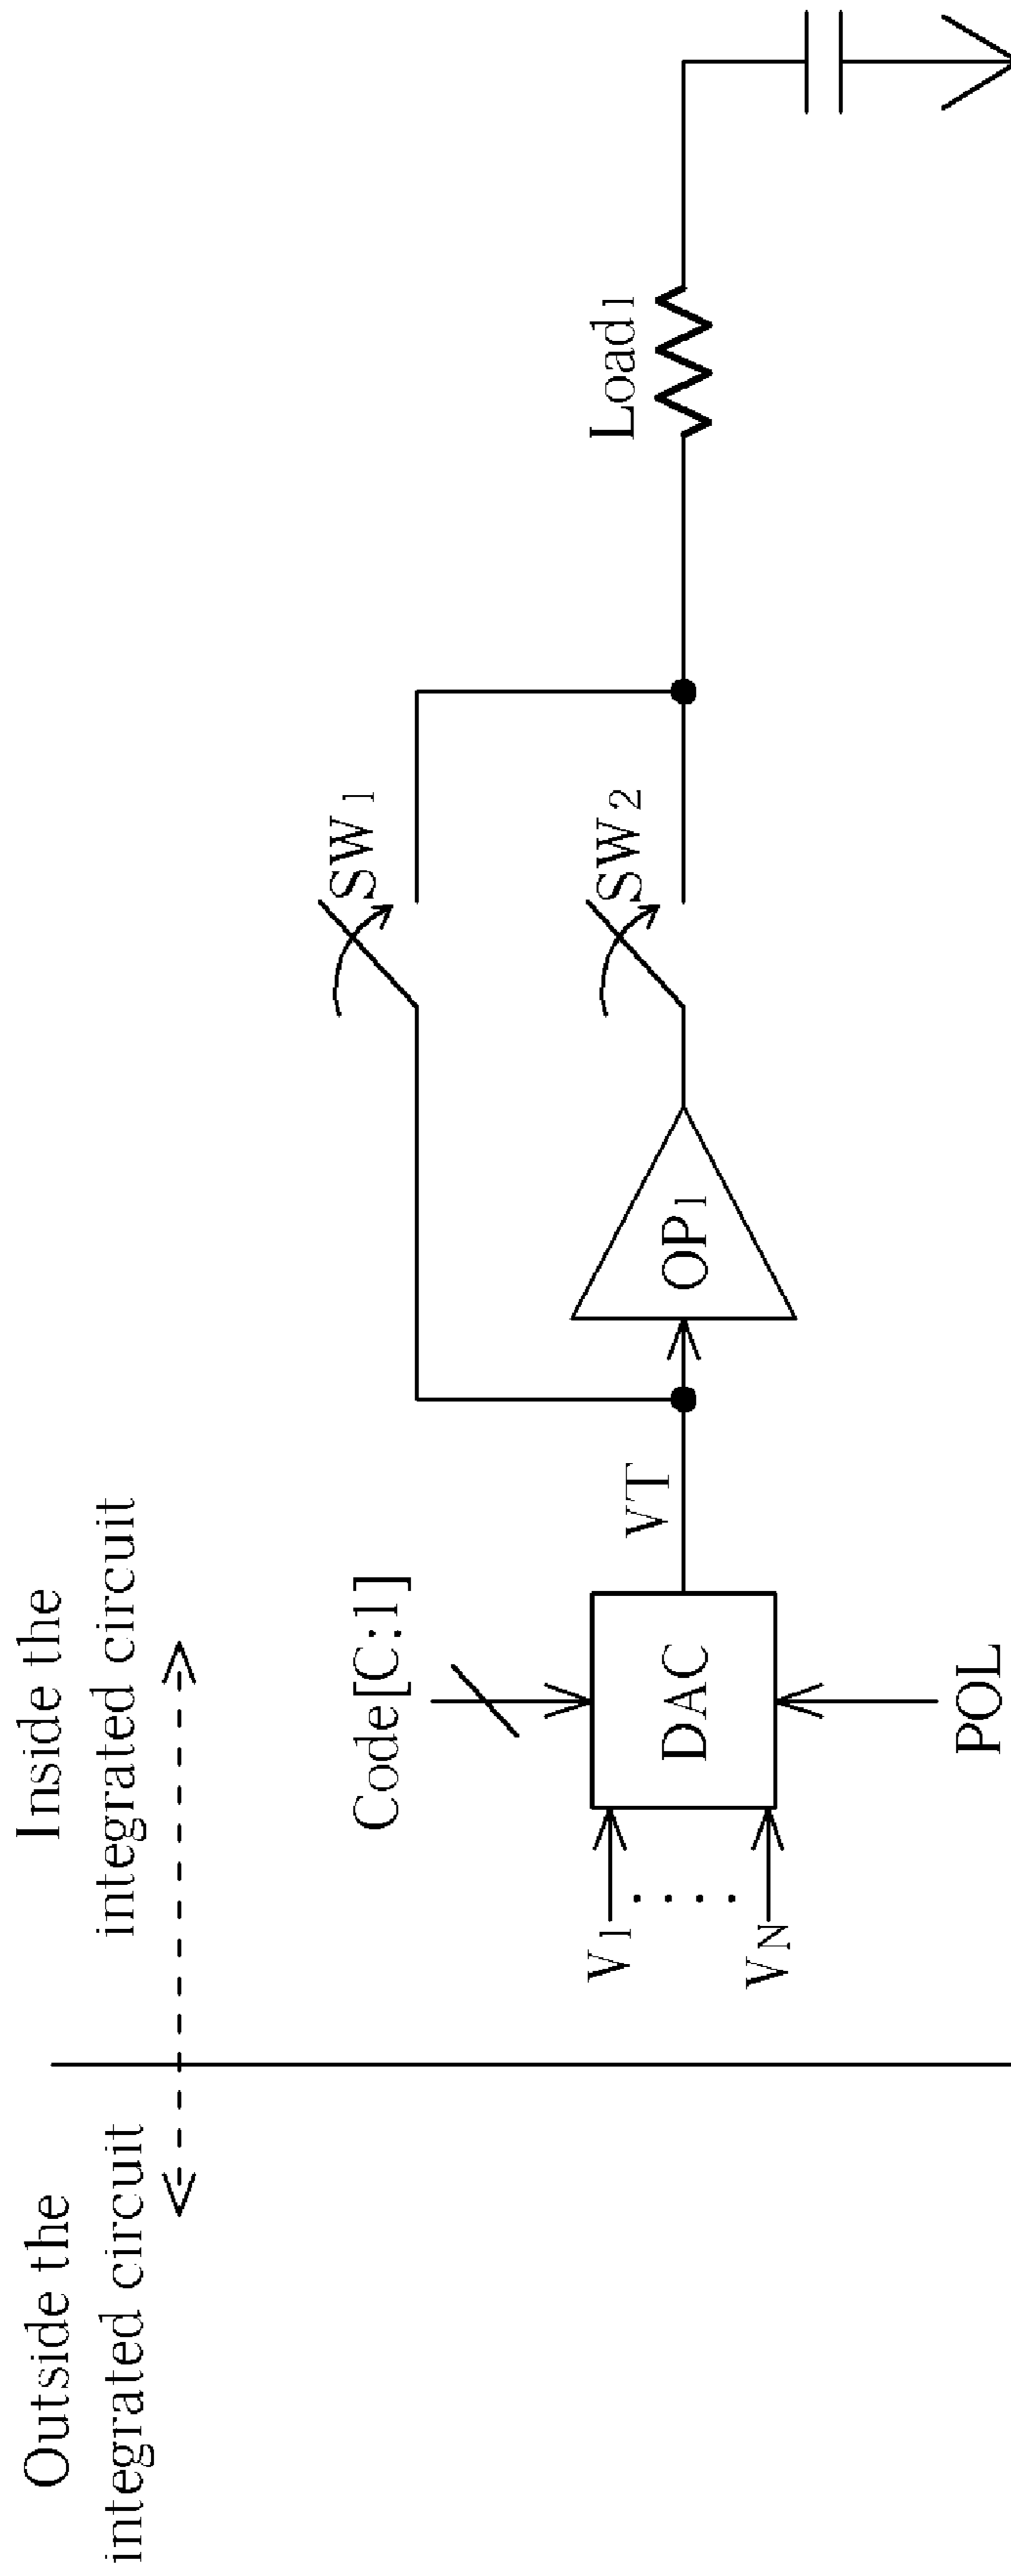 Outside the
integrated circuit
Inside the
integrated circuit
Code[C:1]
V1
VN
DAC
POL
VT
OP1
SW1
SW2
Load1